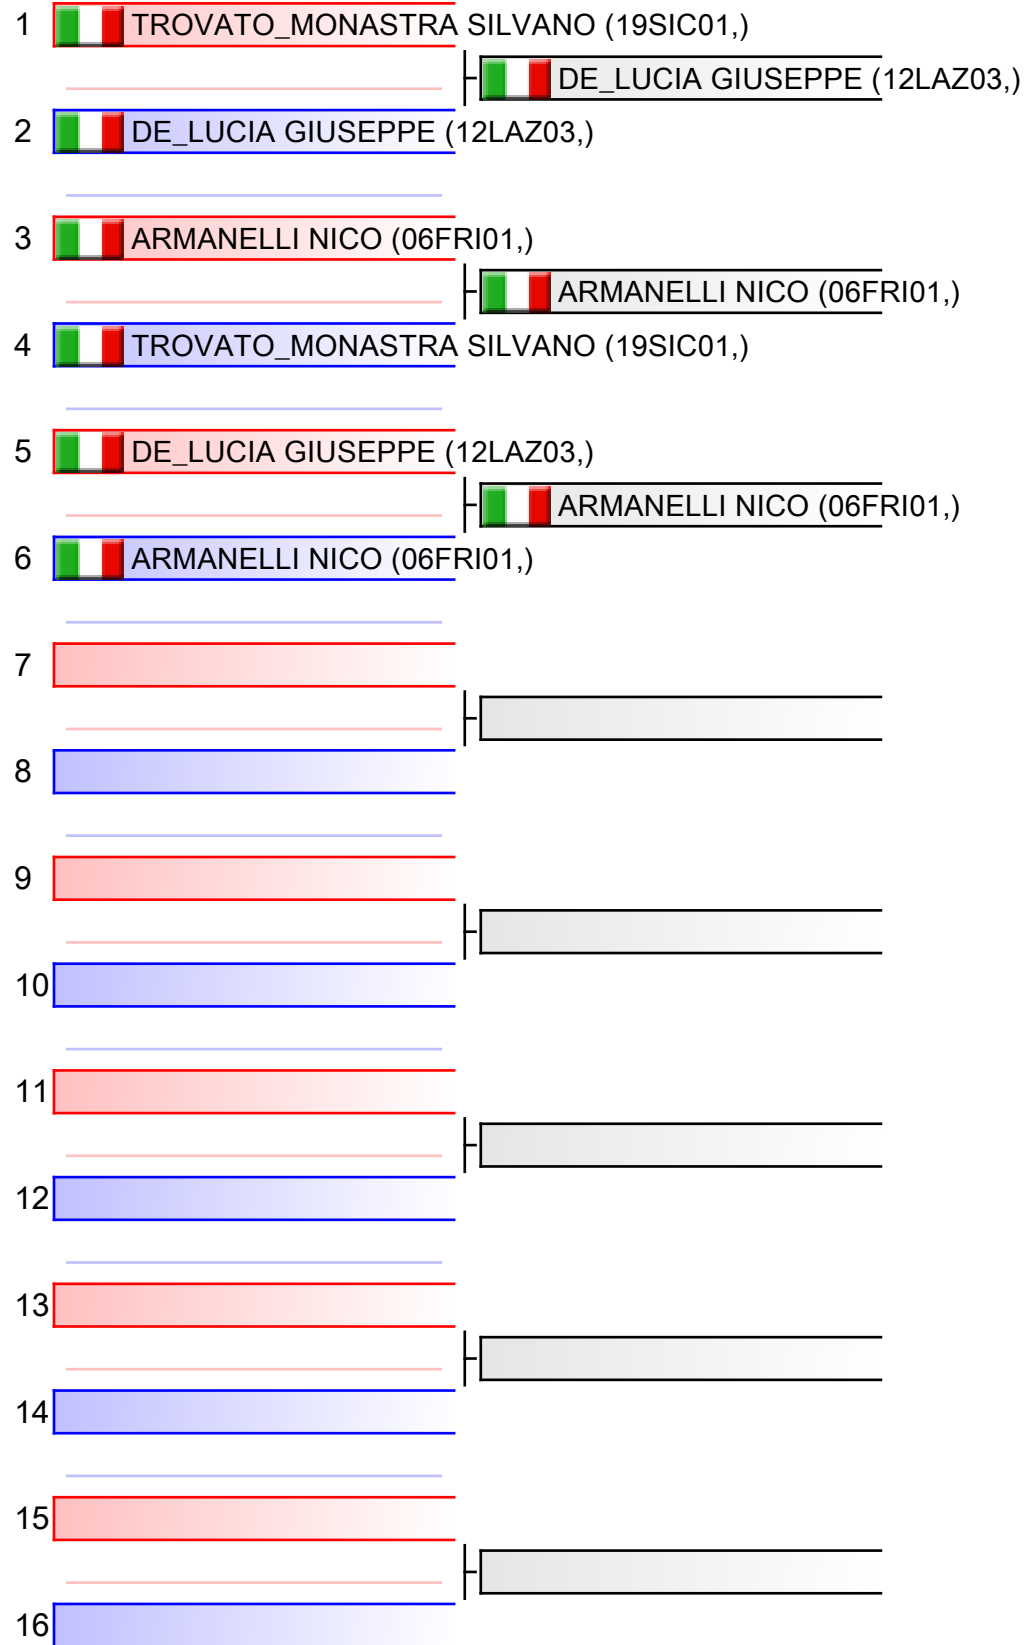 1 TROVATO_MONASTRA SILVANO (19SIC01,)
DE_LUCIA GIUSEPPE (12LAZ03,)
2 DE_LUCIA GIUSEPPE (12LAZ03,)
3 ARMANELLI NICO (06FRI01,)
ARMANELLI NICO (06FRI01,)
4 TROVATO_MONASTRA SILVANO (19SIC01,)
5 DE_LUCIA GIUSEPPE (12LAZ03,)
ARMANELLI NICO (06FRI01,)
6 ARMANELLI NICO (06FRI01,)
7
8
9
10
11
12
13
14
15
16